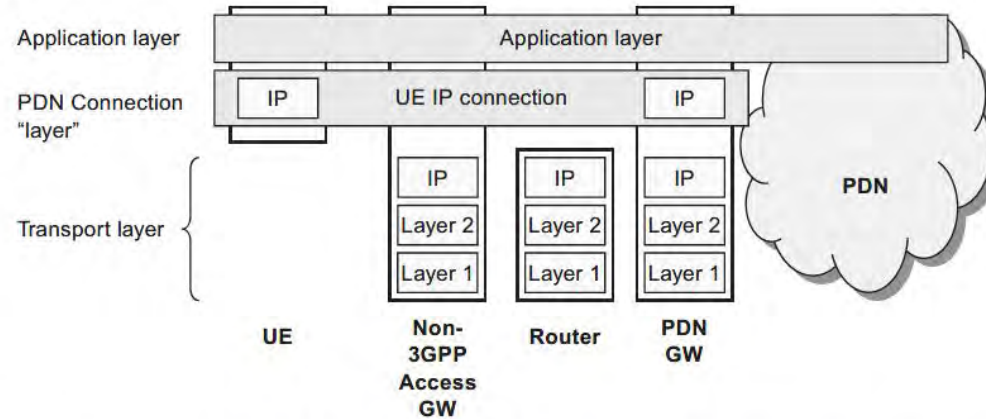 Application layer
Application layer
PDN Connection
“layer”
IP
UE IP connection
IP
Transport layer
IP
IP
IP
Layer 2
Layer 2
Layer 2
Layer 1
Layer 1
Layer 1
PDN
UE
Non-
3GPP
Access
GW
Router
PDN
GW